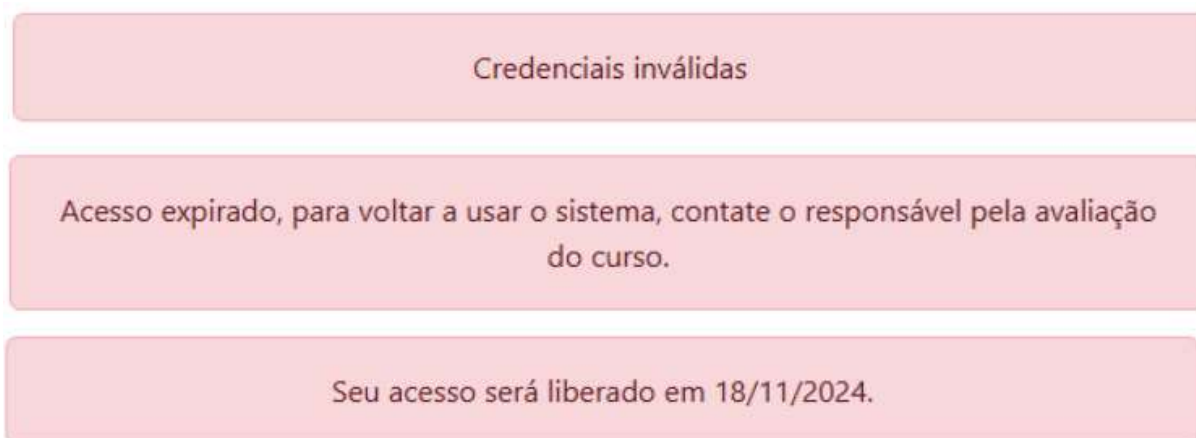 Credenciais inválidas
Acesso expirado, para voltar a usar o sistema, contate o responsável pela avaliação
do curso.
Seu acesso será liberado em 18/11/2024.